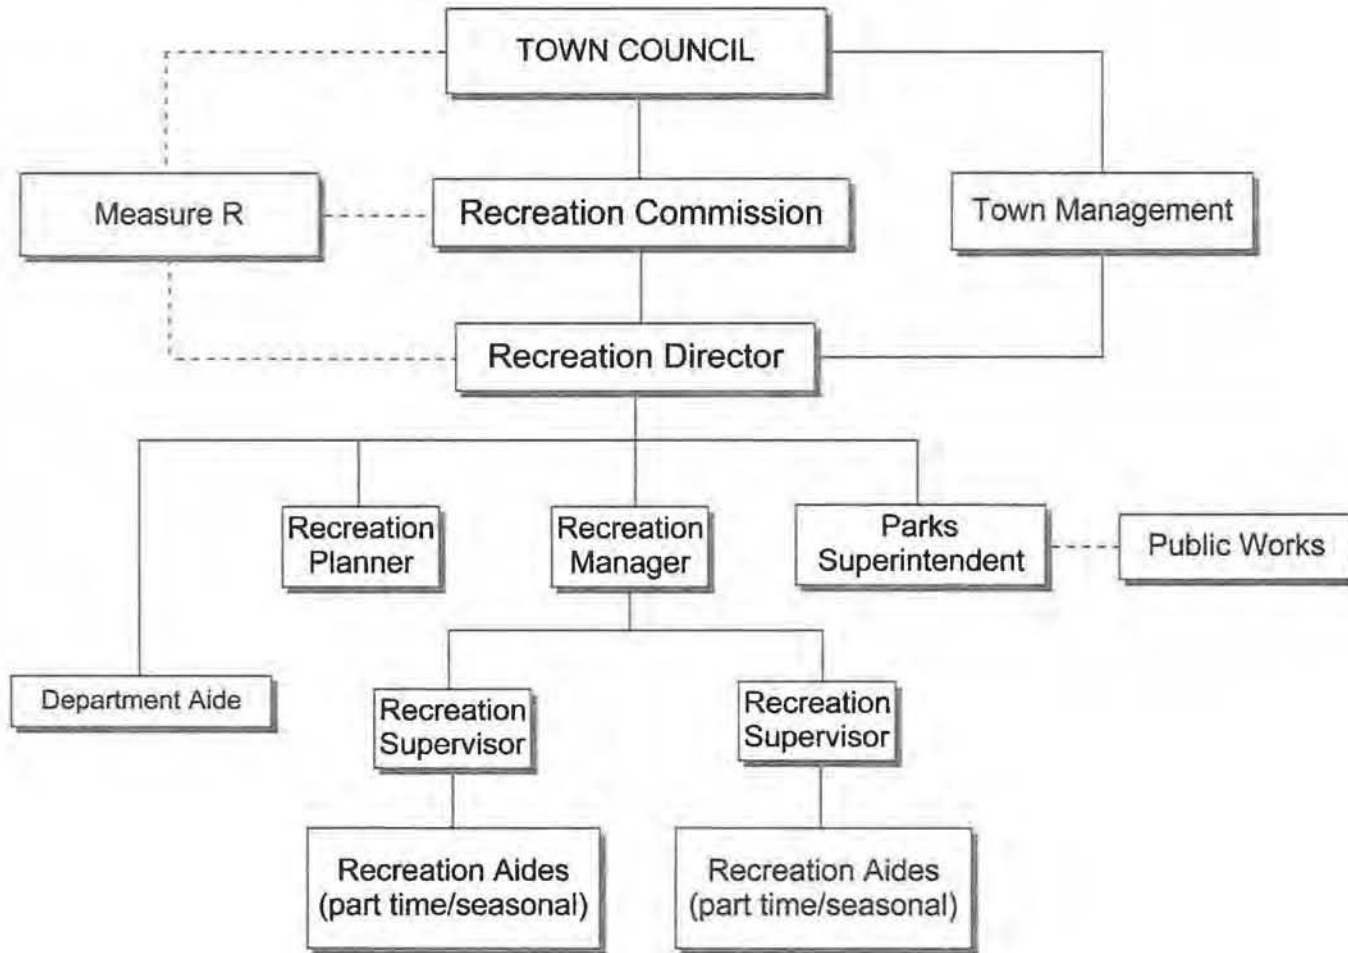 TOWN COUNCIL
Measure R
Recreation Commission
Town Management
Recreation Director
Recreation
Planner
Recreation
Manager
Parks
Superintendent
Public Works
Department Aide
Recreation
Supervisor
Recreation
Supervisor
Recreation Aides
(part time/seasonal)
Recreation Aides
(part time/seasonal)